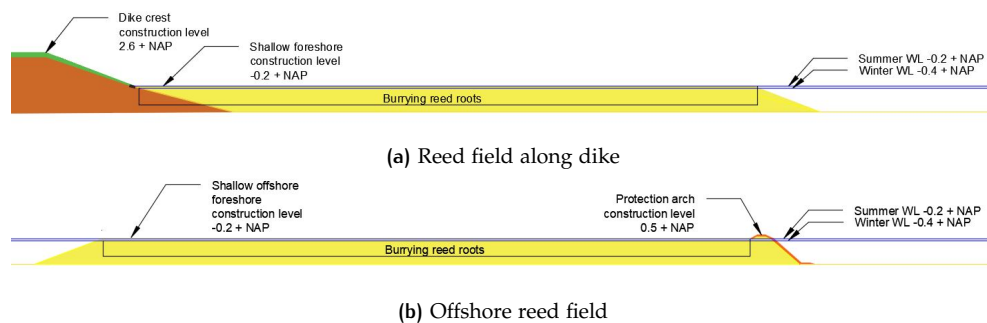 Dike crest
construction level
2.6 + NAP
Shallow foreshore
construction level
-0.2 + NAP
Summer WL -0.2 + NAP
Winter WL -0.4 + NAP
Burrying reed roots
(a) Reed field along dike
Shallow offshore
foreshore
construction level
-0.2 + NAP
Protection arch
construction level
0.5 + NAP
Summer WL -0.2 + NAP
Winter WL -0.4 + NAP
Burrying reed roots
(b) Offshore reed field